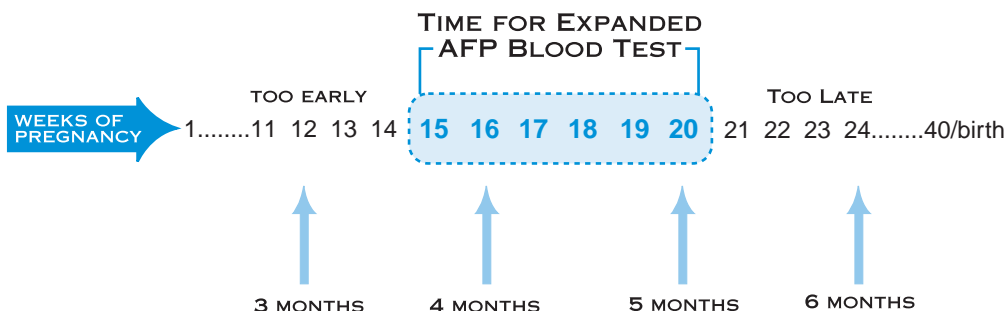 TIME FOR EXPANDED
AFP BLOOD TEST
TOO EARLY
TOO LATE
WEEKS OF
PREGNANCY
1........11 12 13 14 15 16 17 18 19 20 21 22 23 24........40/birth
3 MONTHS 4 MONTHS 5 MONTHS 6 MONTHS